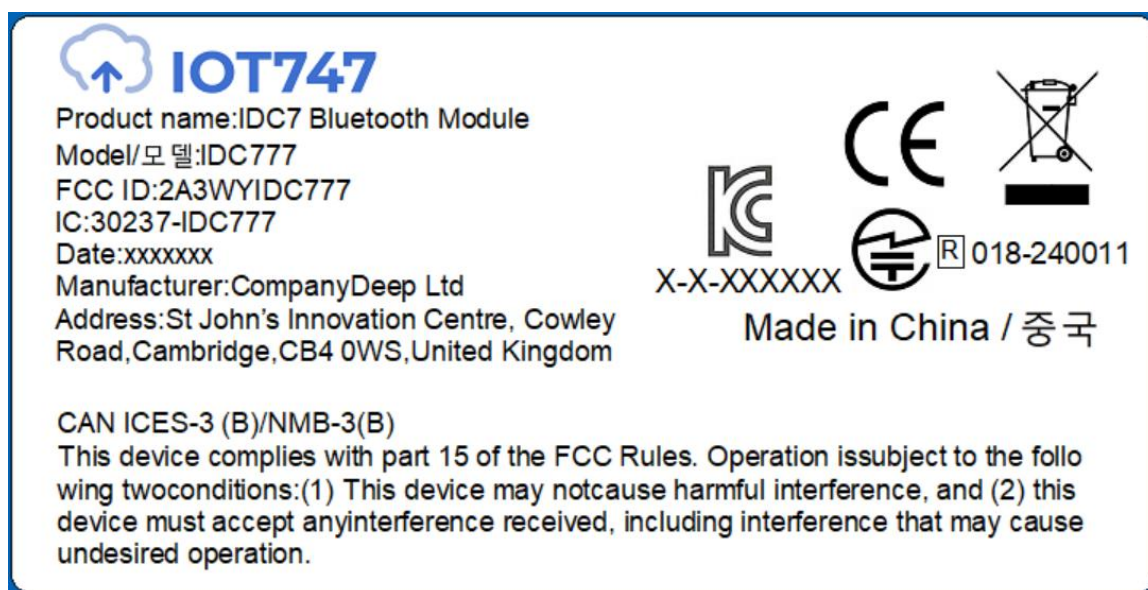 IOT747
Product name:IDC7 Bluetooth Module
Model/모델:IDC777
FCC ID:2A3WYIDC777
IC:30237-IDC777
Date:xxxxxxx
Manufacturer:CompanyDeep Ltd
Address:St John's Innovation Centre, Cowley
Road,Cambridge,CB4 0WS,United Kingdom
CE
KC
X-X-XXXXXX
R 018-240011
Made in China / 중국
CAN ICES-3 (B)/NMB-3(B)
This device complies with part 15 of the FCC Rules. Operation issubject to the follo
wing twoconditions:(1) This device may notcause harmful interference, and (2) this
device must accept anyinterference received, including interference that may cause
undesired operation.